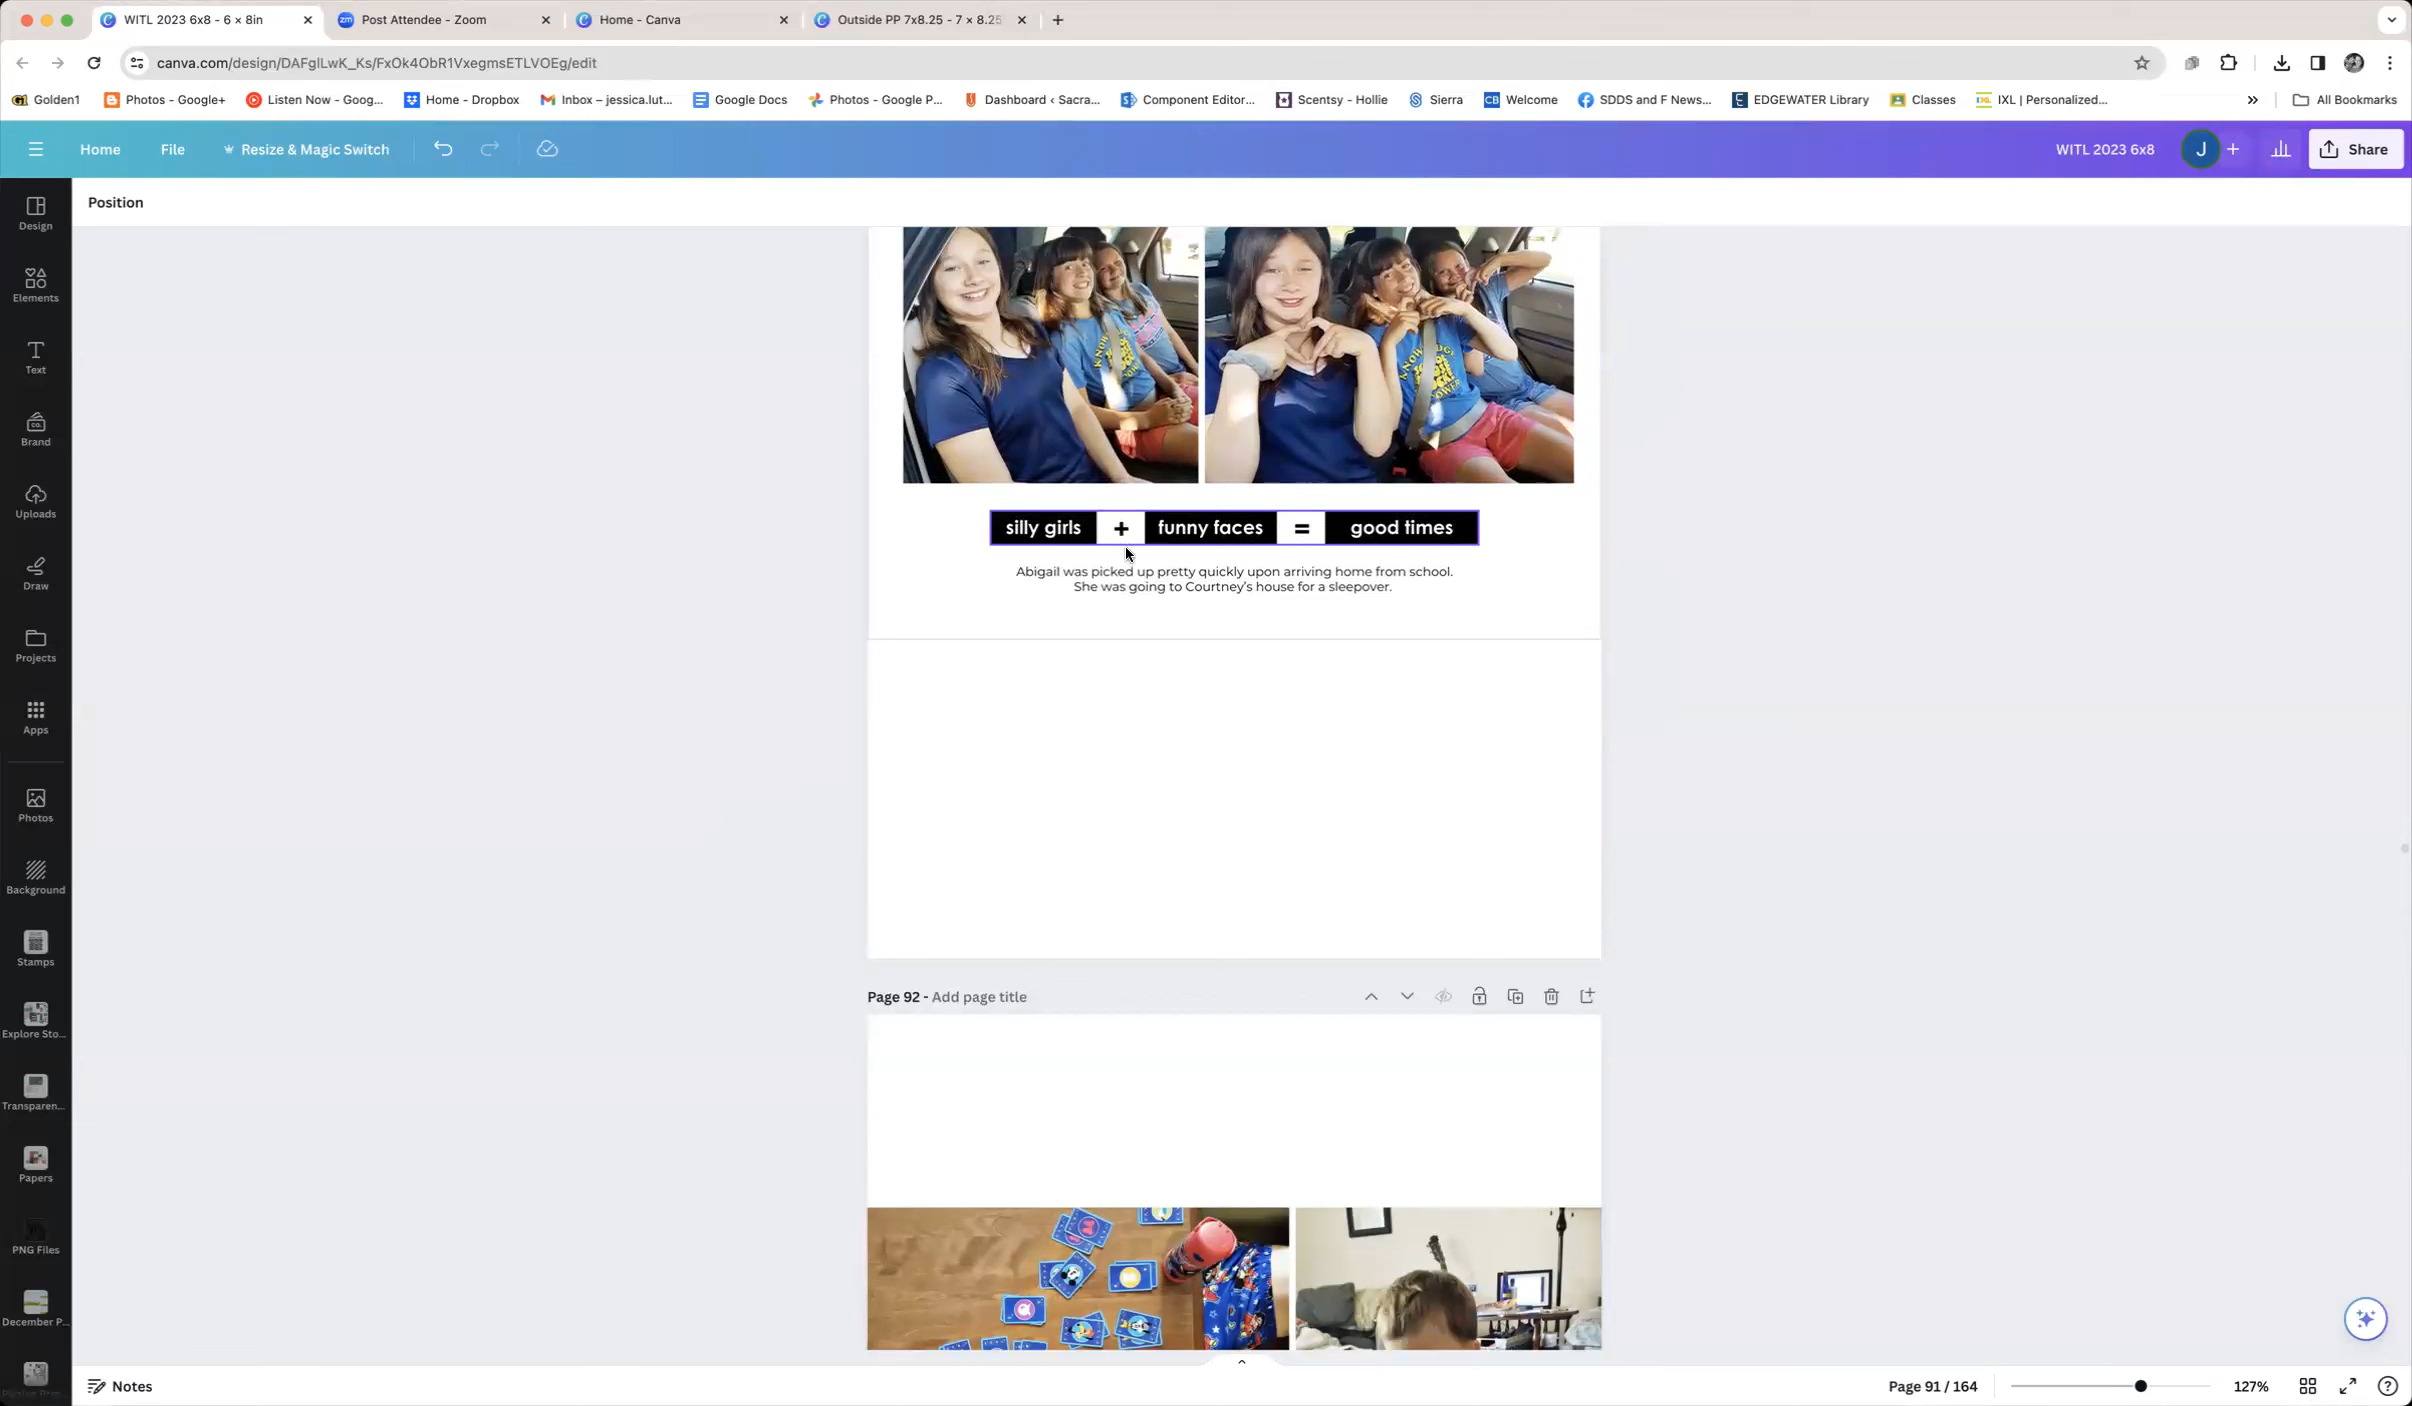 WITL 2023 6x8 - 6 × 8in
Post Attendee - Zoom
Home - Canva
Outside PP 7x8.25 - 7 × 8.25
canva.com/design/DAFglLwK_Ks/FxOk4ObR1VxegmsETLVOEg/edit
Golden1
Photos - Google+
Listen Now - Goog...
Home - Dropbox
Inbox – jessica.lut...
Google Docs
Photos - Google P...
Dashboard ‹ Sacra...
Component Editor...
Scentsy - Hollie
Sierra
CB Welcome
SDDS and F News...
EDGEWATER Library
Classes
IXL | Personalized...
All Bookmarks
Home
File
Resize & Magic Switch
WITL 2023 6x8
J
Share
Position
Design
Elements
Text
Brand
Uploads
Draw
Projects
Apps
Photos
Background
Stamps
Explore Sto...
Transparen...
Papers
PNG Files
December P...
silly girls + funny faces = good times
Abigail was picked up pretty quickly upon arriving home from school.
She was going to Courtney's house for a sleepover.
Page 92 - Add page title
Notes
Page 91 / 164
127%